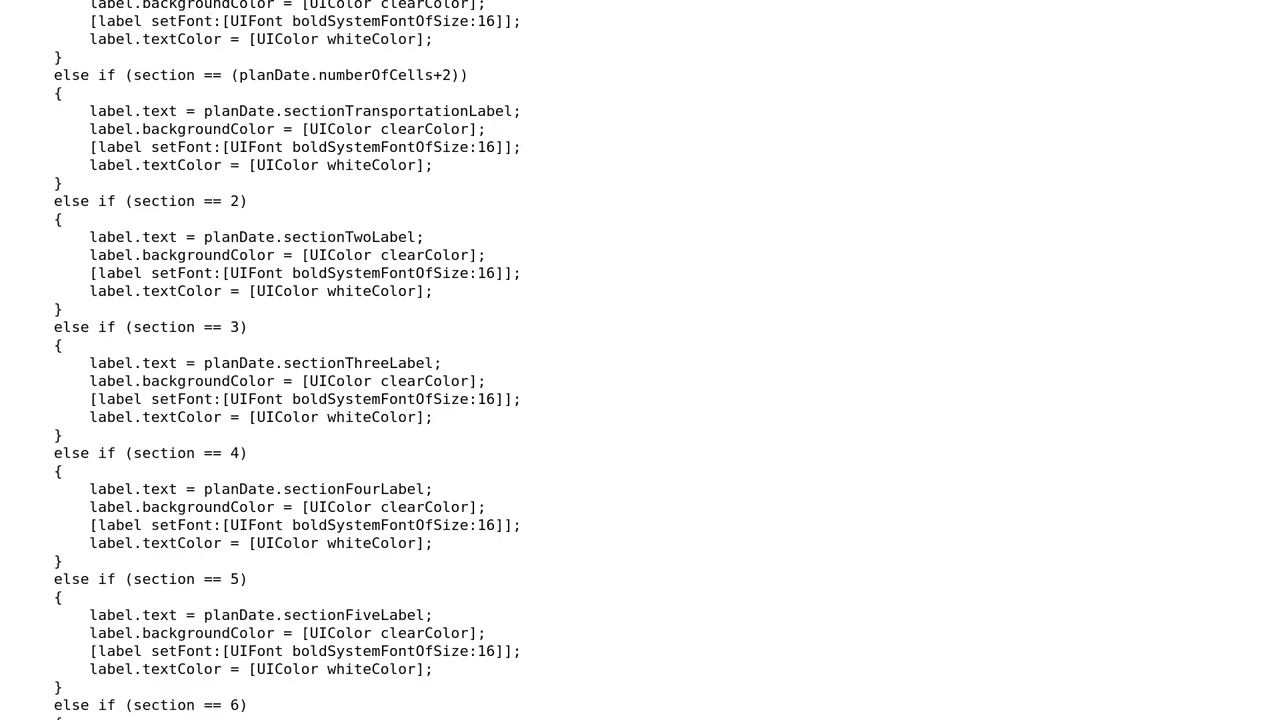 label.backgroundColor = [UIColor clearColor];
[label setFont:[UIFont boldSystemFontOfSize:16]];
label.textColor = [UIColor whiteColor];
}
else if (section == (planDate.numberOfCells+2))
{
label.text = planDate.sectionTransportationLabel;
label.backgroundColor = [UIColor clearColor];
[label setFont:[UIFont boldSystemFontOfSize:16]];
label.textColor = [UIColor whiteColor];
}
else if (section == 2)
{
label.text = planDate.sectionTwoLabel;
label.backgroundColor = [UIColor clearColor];
[label setFont:[UIFont boldSystemFontOfSize:16]];
label.textColor = [UIColor whiteColor];
}
else if (section == 3)
{
label.text = planDate.sectionThreeLabel;
label.backgroundColor = [UIColor clearColor];
[label setFont:[UIFont boldSystemFontOfSize:16]];
label.textColor = [UIColor whiteColor];
}
else if (section == 4)
{
label.text = planDate.sectionFourLabel;
label.backgroundColor = [UIColor clearColor];
[label setFont:[UIFont boldSystemFontOfSize:16]];
label.textColor = [UIColor whiteColor];
}
else if (section == 5)
{
label.text = planDate.sectionFiveLabel;
label.backgroundColor = [UIColor clearColor];
[label setFont:[UIFont boldSystemFontOfSize:16]];
label.textColor = [UIColor whiteColor];
}
else if (section == 6)
{